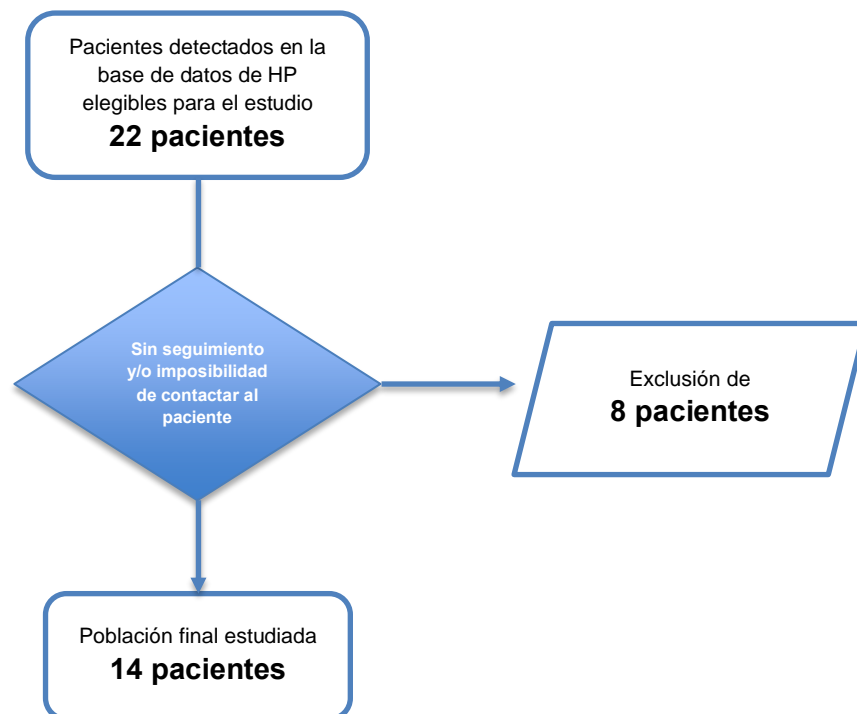 Pacientes detectados en la
base de datos de HP
elegibles para el estudio
22 pacientes
Sin seguimiento
y/o imposibilidad
de contactar al
paciente
Exclusión de
8 pacientes
Población final estudiada
14 pacientes